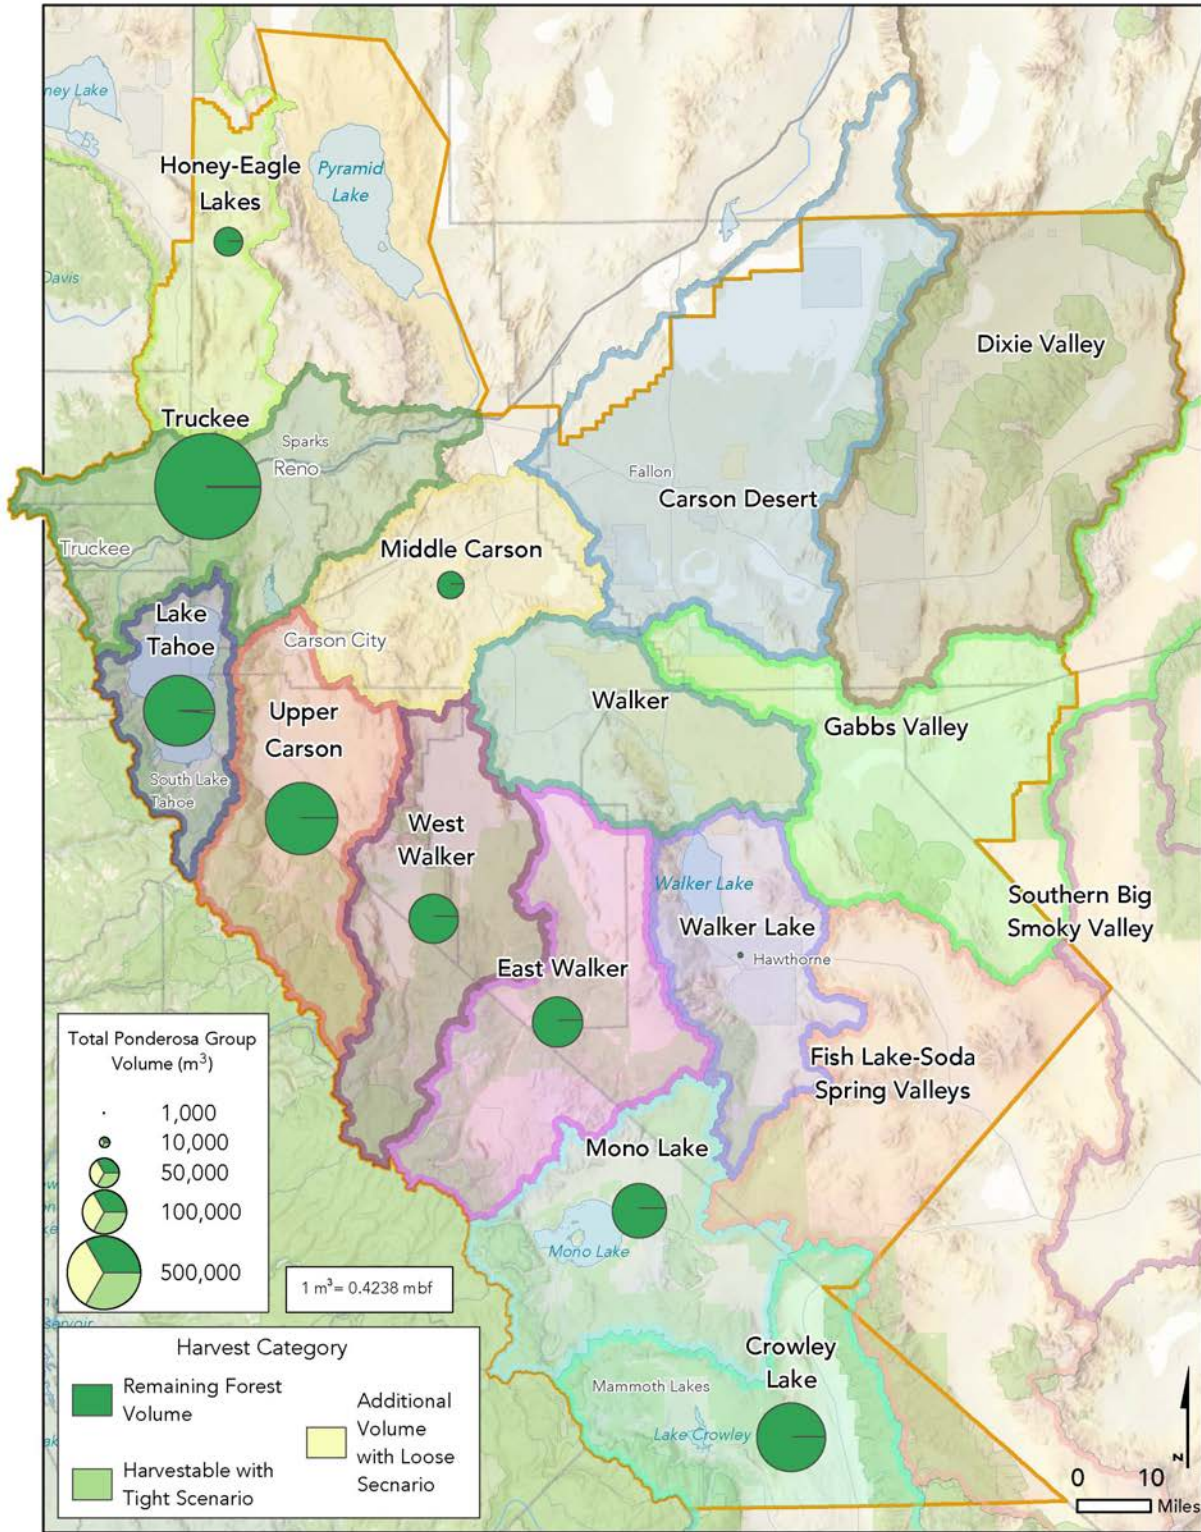 ney Lake
Honey-Eagle
Lakes
Pyramid
Lake
Davis
Dixie Valley
Truckee
Sparks
Reno
Fallon
Carson Desert
Truckee
Middle Carson
Lake
Tahoe
Carson City
Upper
Carson
Walker
Gabbs Valley
South Lake
Tahoe
West
Walker
Walker Lake
Walker Lake
Hawthorne
Southern Big
Smoky Valley
East Walker
Fish Lake-Soda
Spring Valleys
Total Ponderosa Group
Volume (m³)
1,000
10,000
50,000
100,000
500,000
Mono Lake
Mono Lake
1 m³= 0.4238 mbf
servoir
Harvest Category
Remaining Forest
Volume
Harvestable with
Tight Scenario
Additional
Volume
with Loose
Secnario
Crowley
Lake
Mammoth Lakes
Lake Crowley
N
0 10
Miles